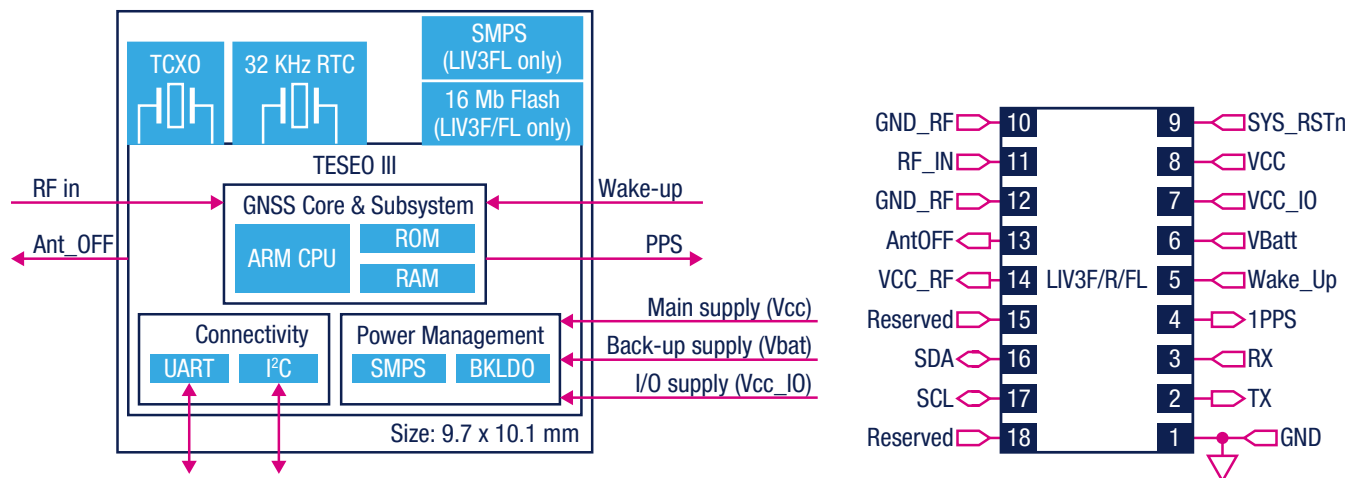 TCXO
32 KHz RTC
SMPS
(LIV3FL only)
16 Mb Flash
(LIV3F/FL only)
TESEO III
RF in
Wake-up
GNSS Core & Subsystem
ARM CPU
ROM
RAM
Ant_OFF
PPS
Main supply (Vcc)
Connectivity
Power Management
Back-up supply (Vbat)
UART
I²C
SMPS
BKLDO
I/O supply (Vcc_IO)
Size: 9.7 x 10.1 mm
GND_RF 10 9 SYS_RSTn
RF_IN 11 8 VCC
GND_RF 12 7 VCC_IO
AntOFF 13 6 VBatt
VCC_RF 14 LIV3F/R/FL 5 Wake_Up
Reserved 15 4 1PPS
SDA 16 3 RX
SCL 17 2 TX
Reserved 18 1 GND